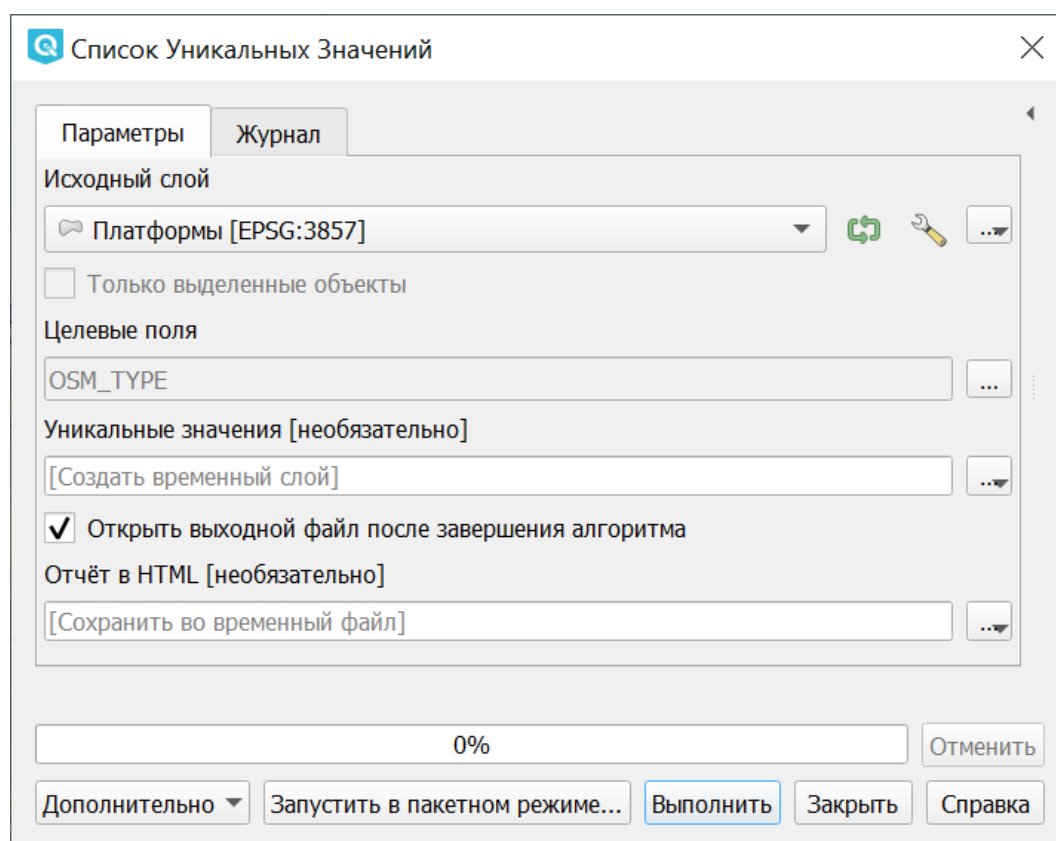 Список Уникальных Значений
Параметры
Журнал
Исходный слой
Платформы [EPSG:3857]
...
Только выделенные объекты
Целевые поля
OSM_TYPE
...
Уникальные значения [необязательно]
[Создать временный слой]
...
Открыть выходной файл после завершения алгоритма
Отчёт в HTML [необязательно]
[Сохранить во временный файл]
...
0%
Отменить
Дополнительно
Запустить в пакетном режиме...
Выполнить
Закрыть
Справка